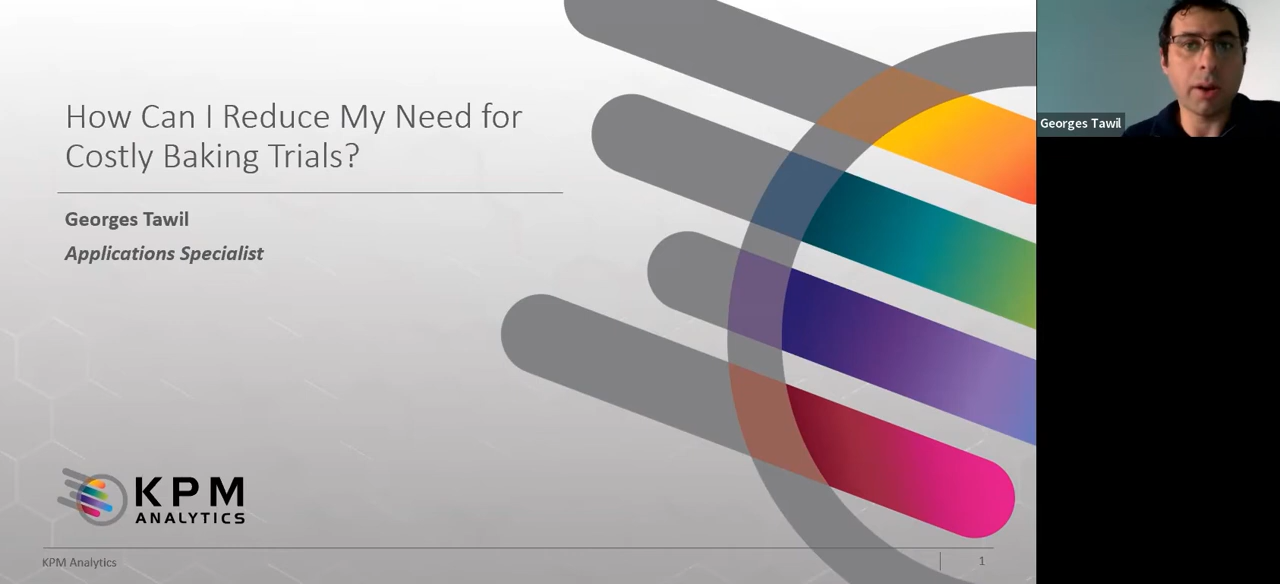 How Can I Reduce My Need for
Costly Baking Trials?
Georges Tawil
Applications Specialist
KPM
ANALYTICS
KPM Analytics
1
Georges Tawil